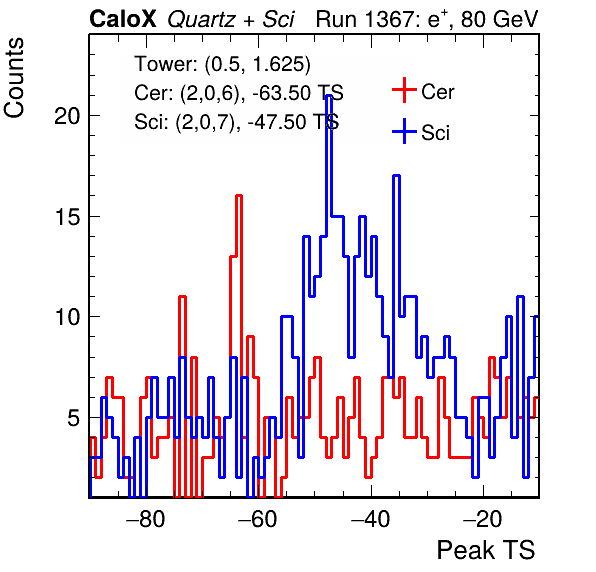 CaloX Quartz + Sci Run 1367: e⁺, 80 GeV
Counts
Tower: (0.5, 1.625)
Cer: (2,0,6), -63.50 TS
Sci: (2,0,7), -47.50 TS
Cer
Sci
20
15
10
5
−80 −60 −40 −20
Peak TS